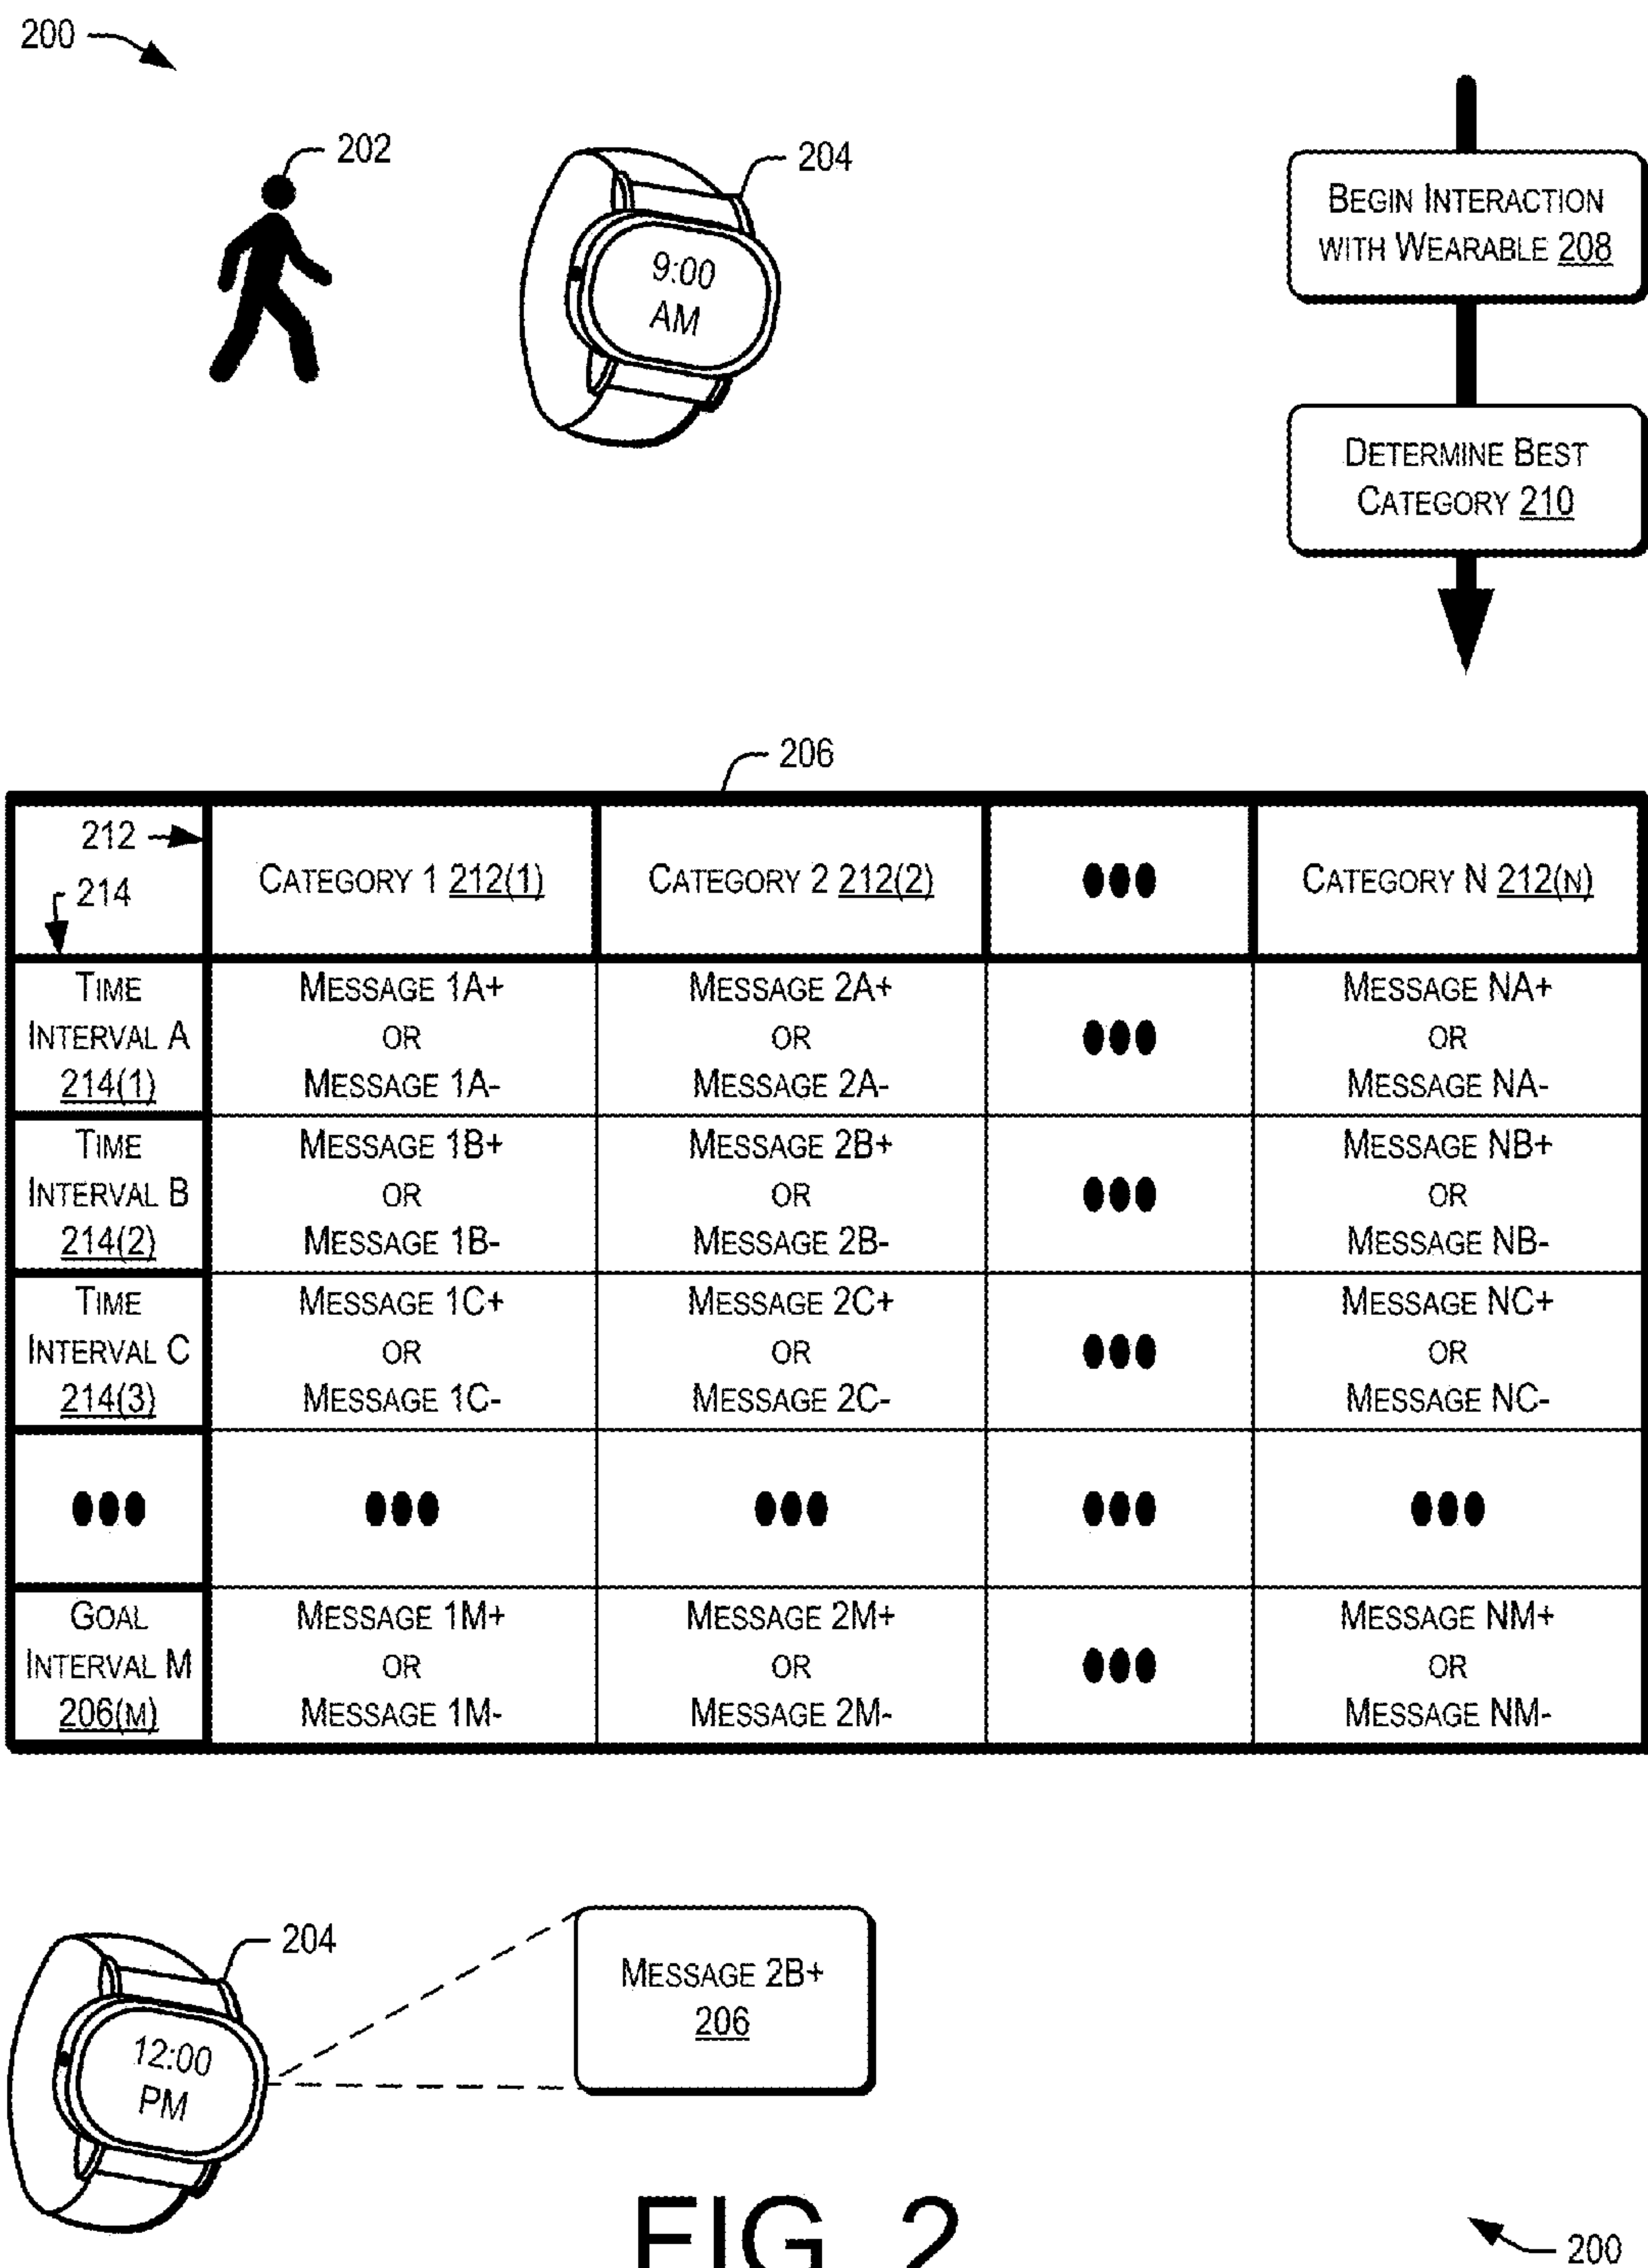 200
202
204
9:00
AM
BEGIN INTERACTION
WITH WEARABLE 208
DETERMINE BEST
CATEGORY 210
206
212
214
CATEGORY 1 212(1)
CATEGORY 2 212(2)
CATEGORY N 212(N)
TIME
INTERVAL A
214(1)
MESSAGE 1A+
OR
MESSAGE 1A-
MESSAGE 2A+
OR
MESSAGE 2A-
MESSAGE NA+
OR
MESSAGE NA-
TIME
INTERVAL B
214(2)
MESSAGE 1B+
OR
MESSAGE 1B-
MESSAGE 2B+
OR
MESSAGE 2B-
MESSAGE NB+
OR
MESSAGE NB-
TIME
INTERVAL C
214(3)
MESSAGE 1C+
OR
MESSAGE 1C-
MESSAGE 2C+
OR
MESSAGE 2C-
MESSAGE NC+
OR
MESSAGE NC-
GOAL
INTERVAL M
206(M)
MESSAGE 1M+
OR
MESSAGE 1M-
MESSAGE 2M+
OR
MESSAGE 2M-
MESSAGE NM+
OR
MESSAGE NM-
204
12:00
PM
MESSAGE 2B+
206
FIG. 2
200